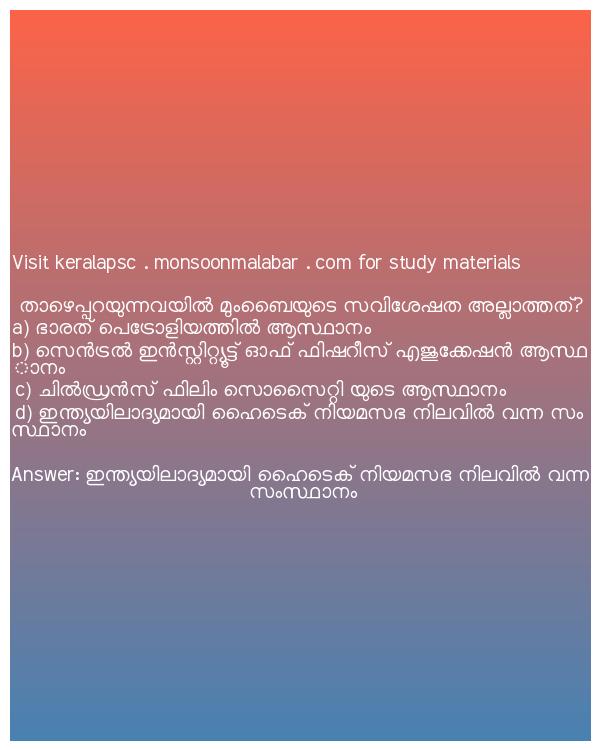 Visit keralapsc . monsoonmalabar . com for study materials
താഴെപ്പറയുന്നവയിൽ മുംബൈയുടെ സവിശേഷത അല്ലാത്തത്?
a) ഭാരത് പെട്രോളിയത്തിൽ ആസ്ഥാനം
b) സെൻട്രൽ ഇൻസ്റ്റിറ്റ്യൂട്ട് ഓഫ് ഫിഷറീസ് എജുക്കേഷൻ ആസ്ഥ
ാനം
c) ചിൽഡ്രൻസ് ഫിലിം സൊസൈറ്റി യുടെ ആസ്ഥാനം
d) ഇന്ത്യയിലാദ്യമായി ഹൈടെക് നിയമസഭ നിലവിൽ വന്ന സം
സ്ഥാനം
Answer: ഇന്ത്യയിലാദ്യമായി ഹൈടെക് നിയമസഭ നിലവിൽ വന്ന
സംസ്ഥാനം